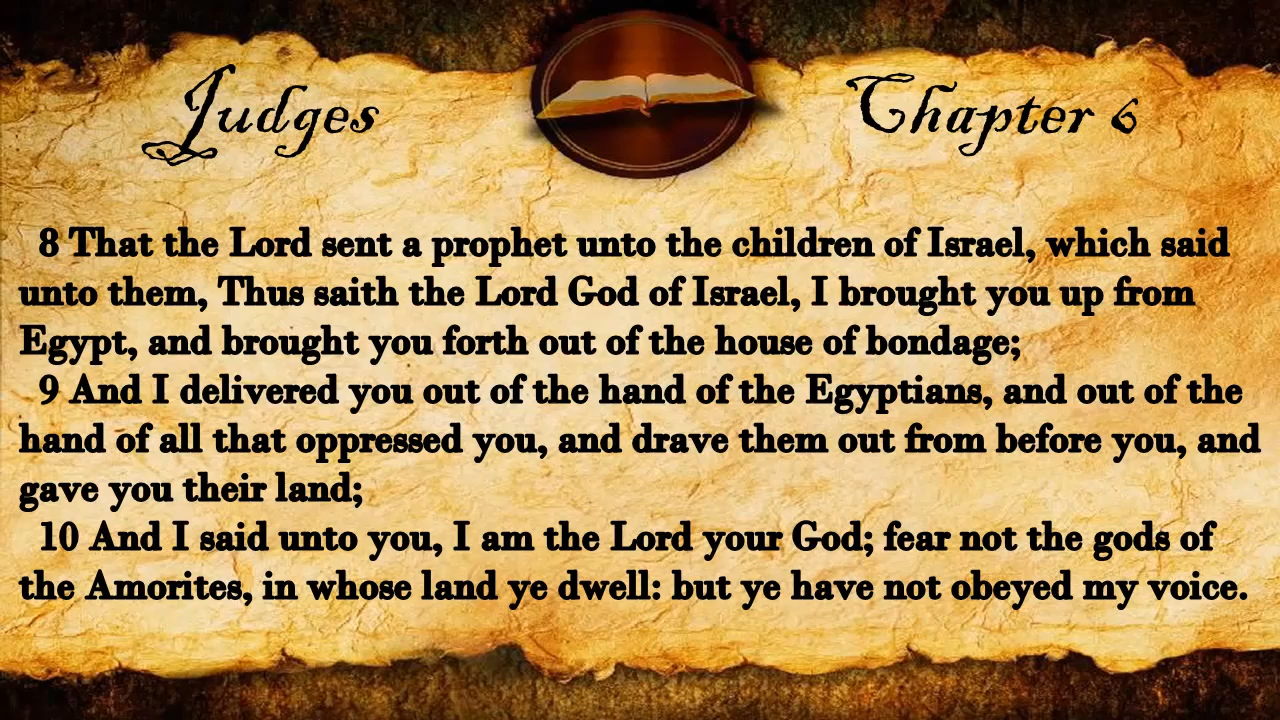 Judges
Chapter 6
8 That the Lord sent a prophet unto the children of Israel, which said
unto them, Thus saith the Lord God of Israel, I brought you up from
Egypt, and brought you forth out of the house of bondage;
9 And I delivered you out of the hand of the Egyptians, and out of the
hand of all that oppressed you, and drave them out from before you, and
gave you their land;
10 And I said unto you, I am the Lord your God; fear not the gods of
the Amorites, in whose land ye dwell: but ye have not obeyed my voice.